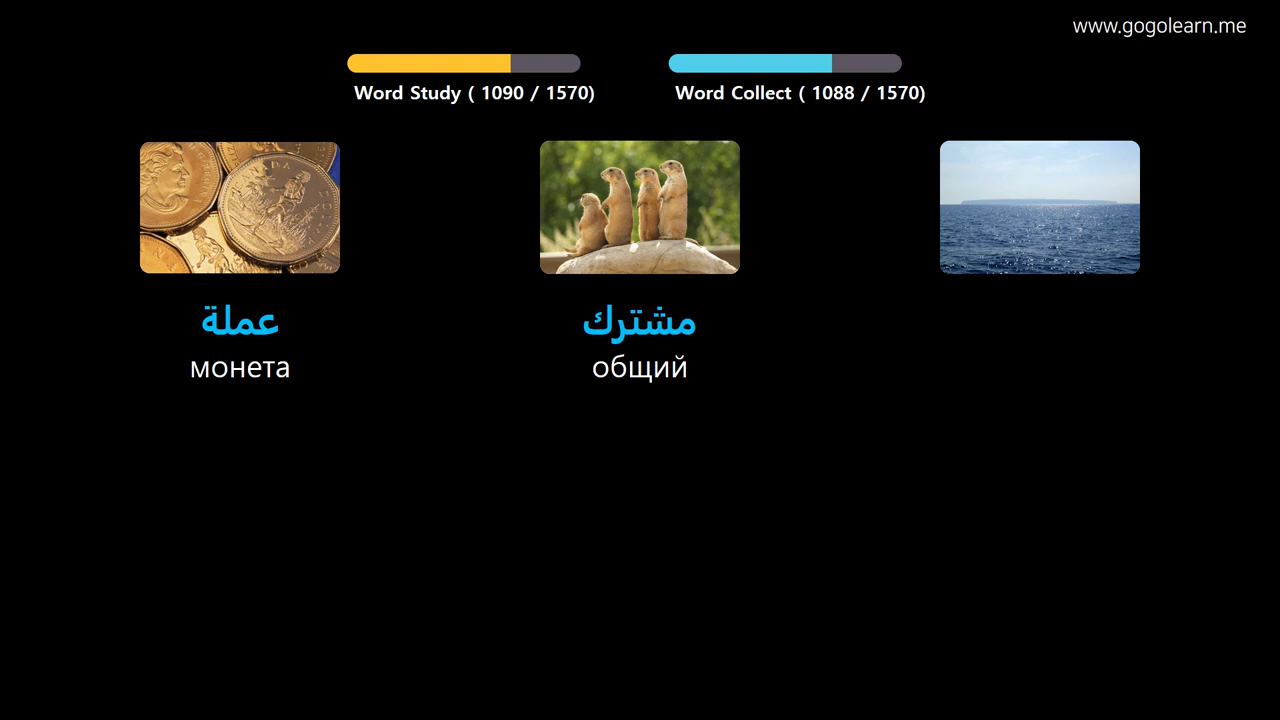 www.gogolearn.me
Word Study ( 1090 / 1570)
Word Collect ( 1088 / 1570)
عملة
монета
مشترك
общий